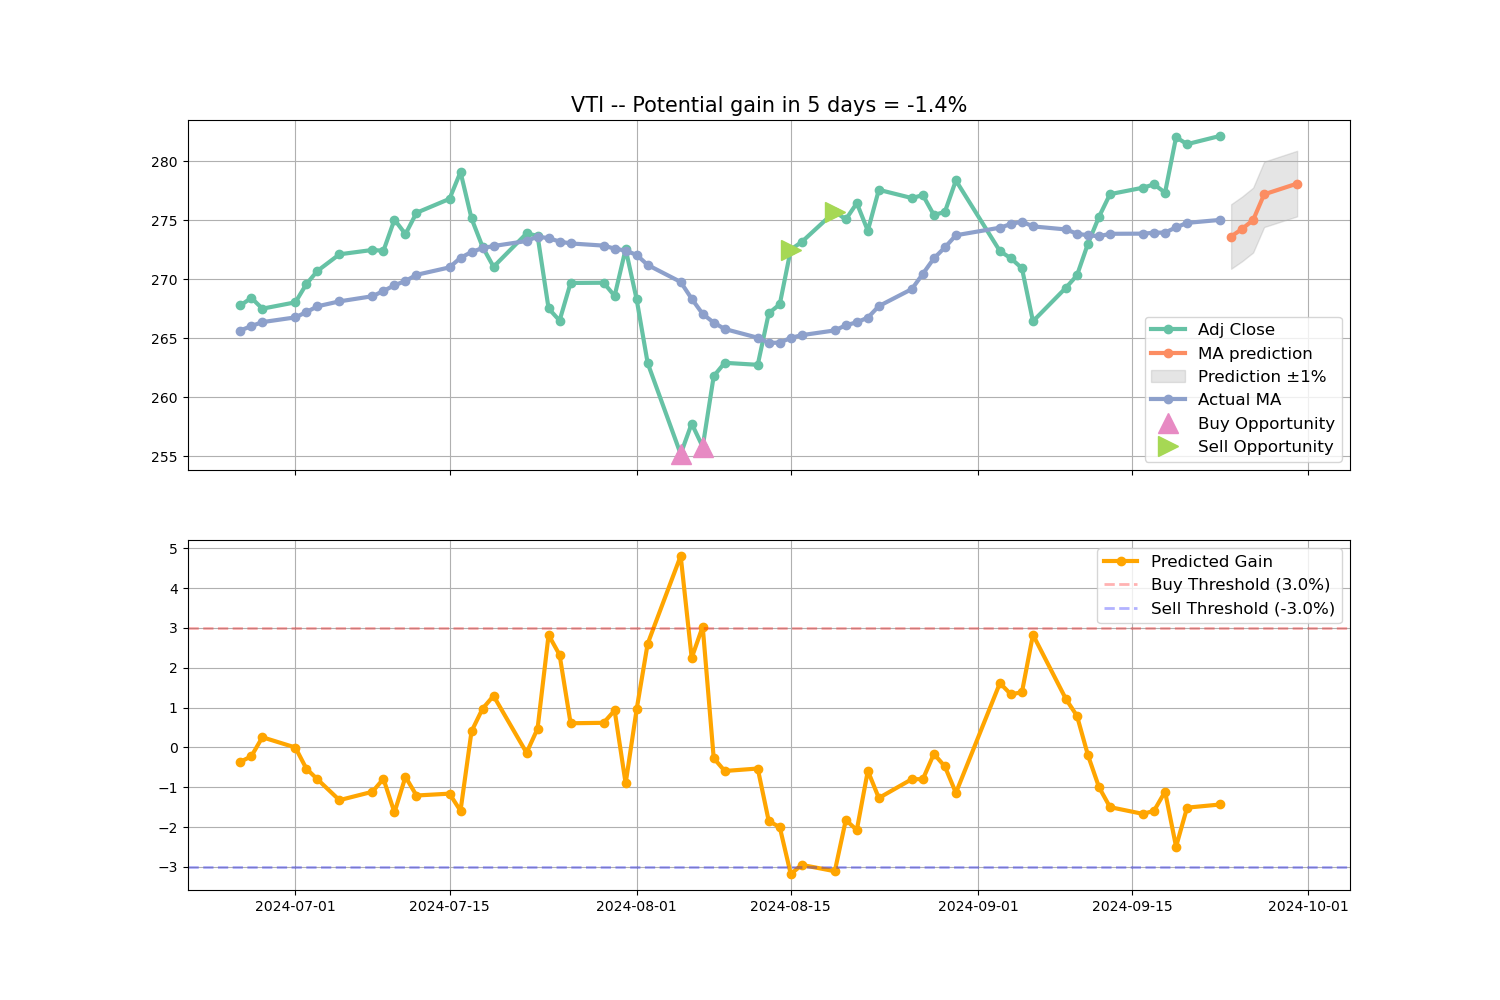 VTI -- Potential gain in 5 days = -1.4%
280
275
270
265
260
255
Adj Close
MA prediction
Prediction ±1%
Actual MA
Buy Opportunity
Sell Opportunity
5
4
3
2
1
0
−1
−2
−3
Predicted Gain
Buy Threshold (3.0%)
Sell Threshold (-3.0%)
2024-07-01 2024-07-15 2024-08-01 2024-08-15 2024-09-01 2024-09-15 2024-10-01